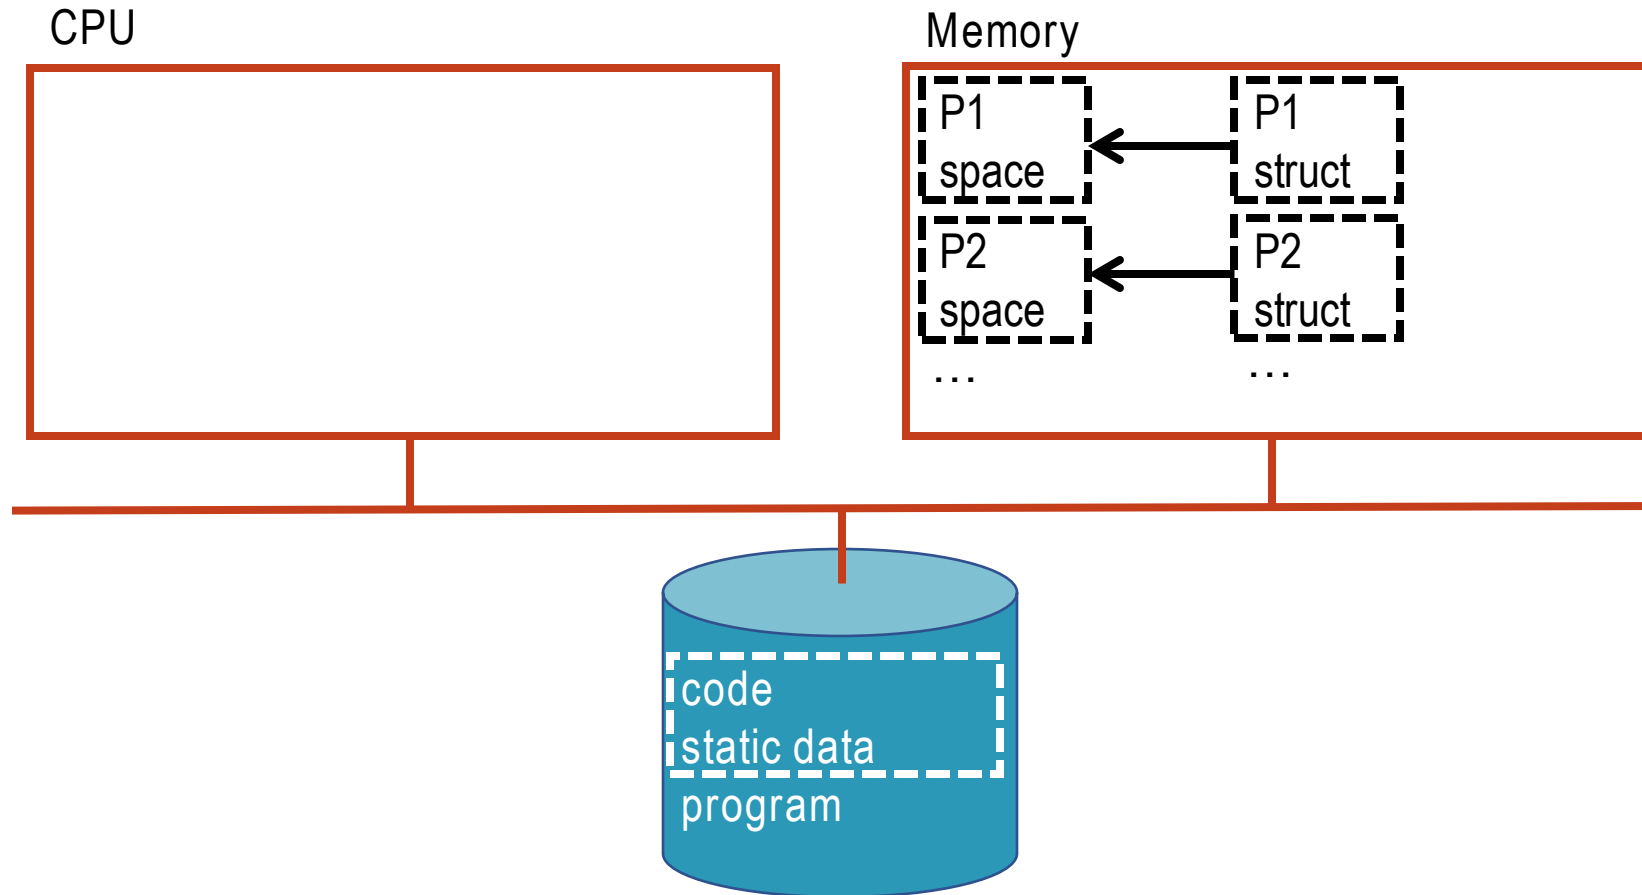 CPU
Memory
P1
space
P1
struct
P2
space
P2
struct
...
...
code
static data
program